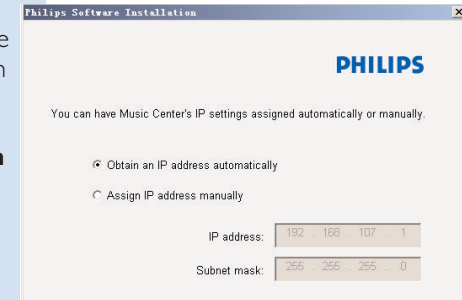 Philips Software Installation
PHILIPS
You can have Music Center's IP settings assigned automatically or manually.
Obtain an IP address automatically
Assign IP address manually
IP address: 192 . 168 . 107 . 1
Subnet mask: 255 . 255 . 255 . 0